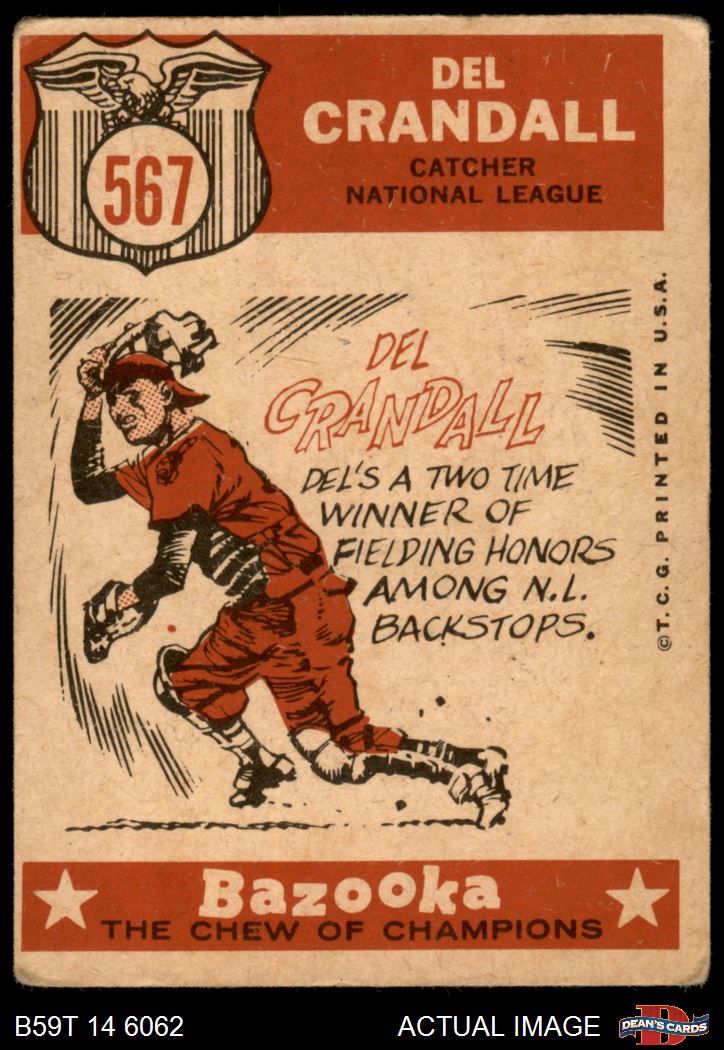 567
DEL
CRANDALL
CATCHER
NATIONAL LEAGUE
DEL
CRANDALL
DEL'S A TWO TIME
WINNER OF
FIELDING HONORS
AMONG N.L.
BACKSTOPS.
©T.C.G. PRINTED IN U.S.A.
Bazooka
THE CHEW OF CHAMPIONS
B59T 14 6062
ACTUAL IMAGE
D
DEAN'S CARDS